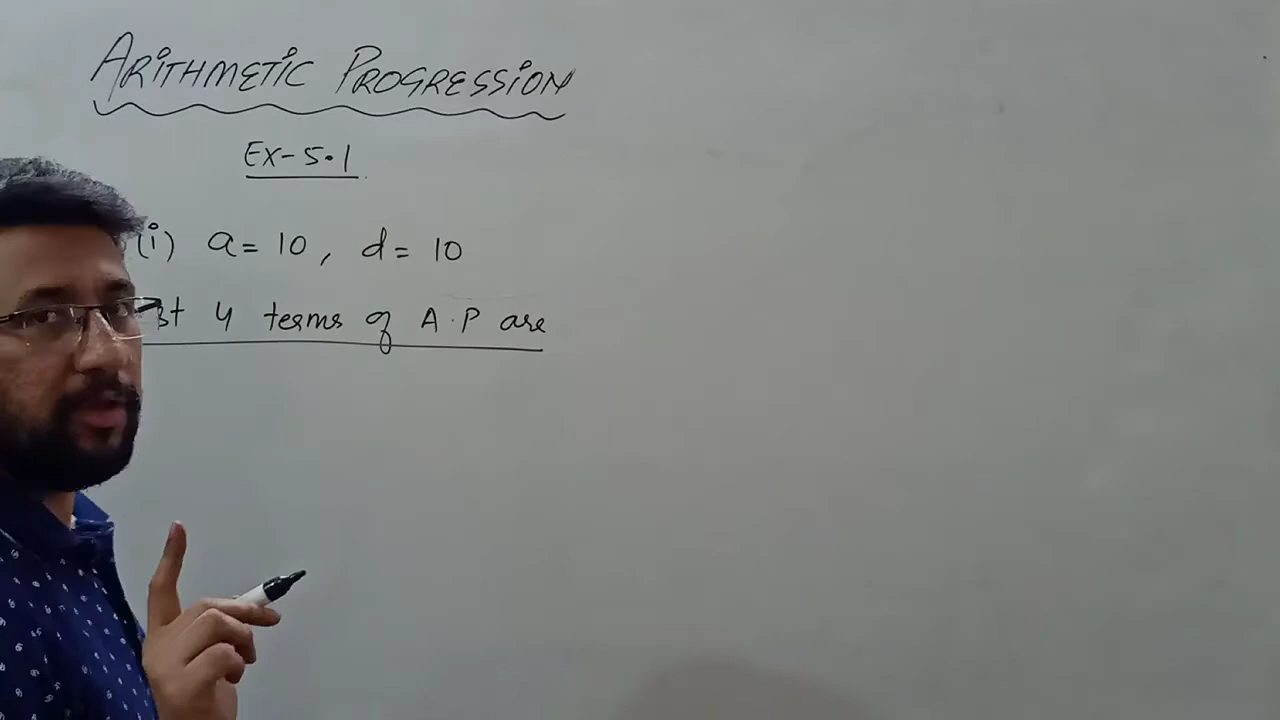 ARITHMETIC PROGRESSION
Ex-5.1
(i) a = 10, d = 10
st 4 terms of A.P are